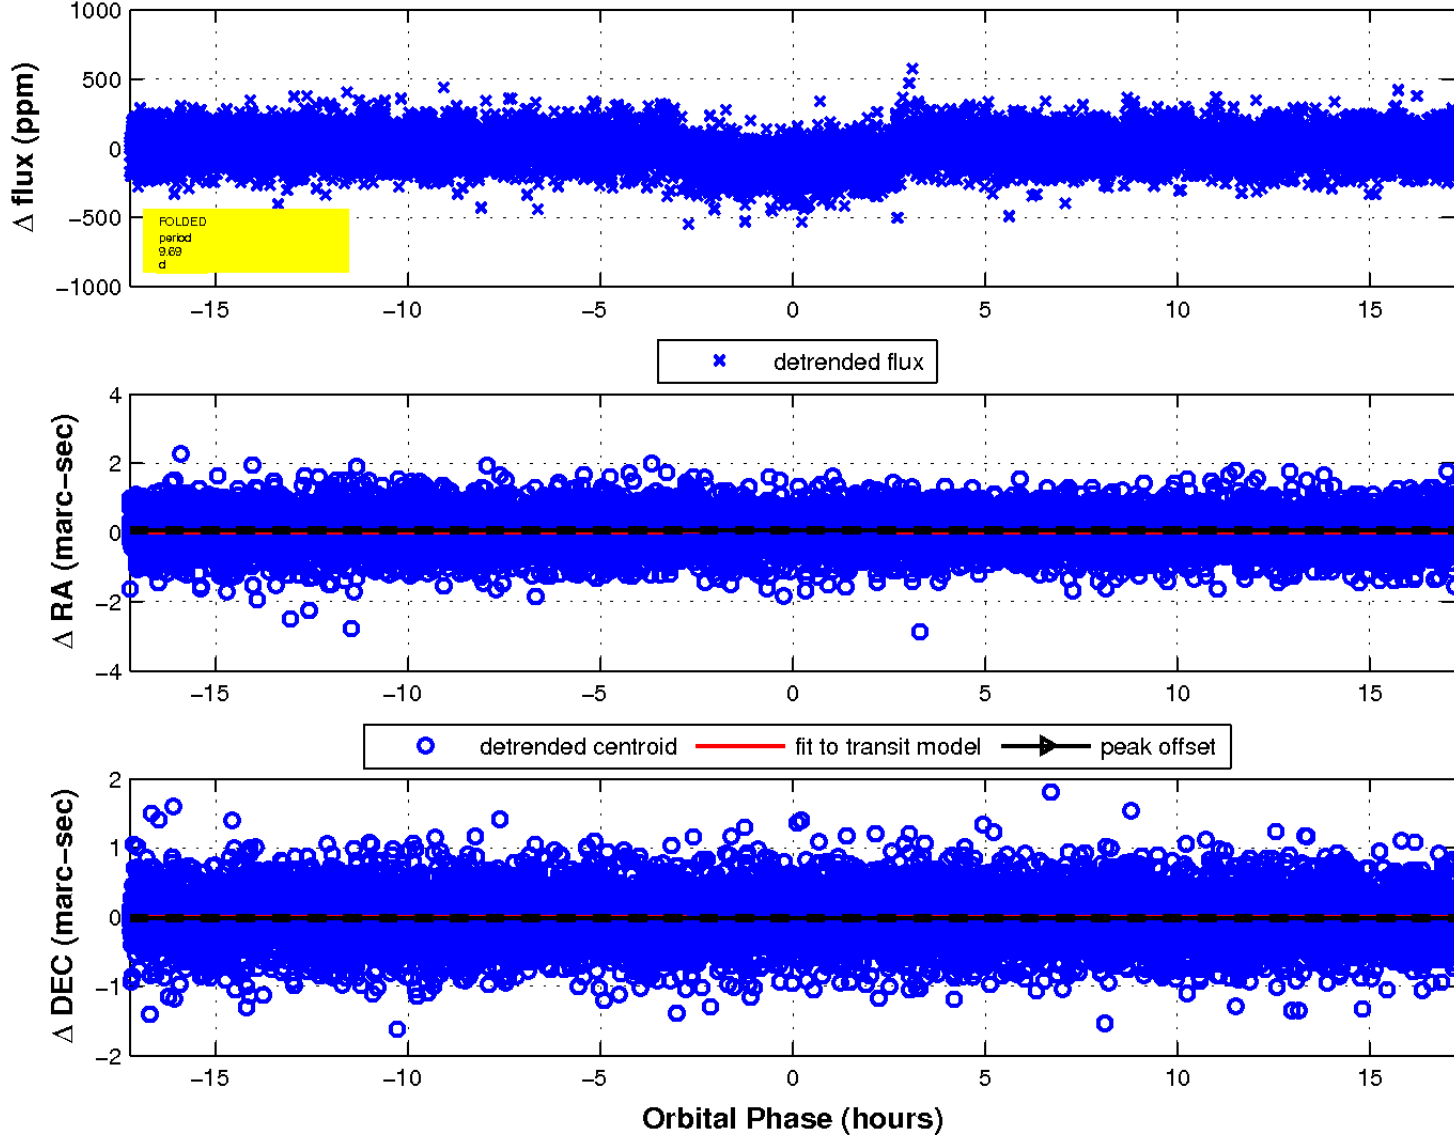 1000
500
0
−500
−1000
Δ flux (ppm)
FOLDED
period
9.69
d
−15 −10 −5 0 5 10 15
detrended flux
4
2
0
−2
−4
Δ RA (marc−sec)
−15 −10 −5 0 5 10 15
detrended centroid fit to transit model peak offset
2
1
0
−1
−2
Δ DEC (marc−sec)
−15 −10 −5 0 5 10 15
Orbital Phase (hours)